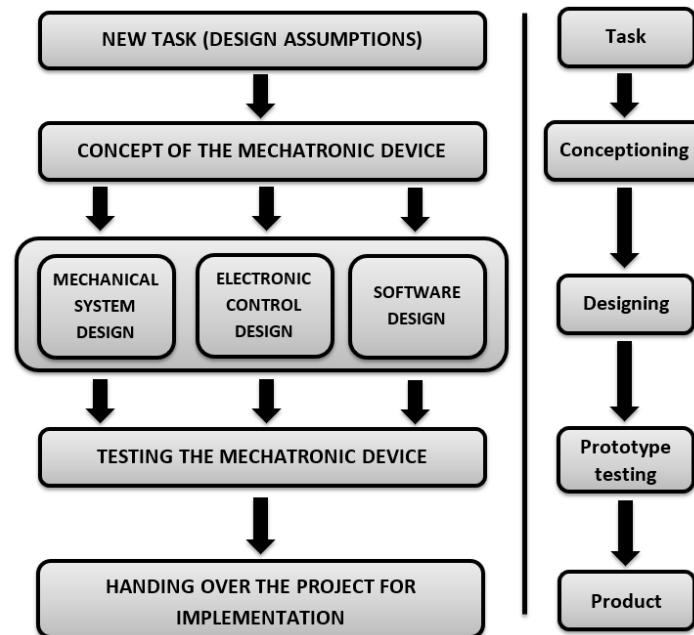 NEW TASK (DESIGN ASSUMPTIONS)
CONCEPT OF THE MECHATRONIC DEVICE
MECHANICAL
SYSTEM
DESIGN
ELECTRONIC
CONTROL
DESIGN
SOFTWARE
DESIGN
TESTING THE MECHATRONIC DEVICE
HANDING OVER THE PROJECT FOR
IMPLEMENTATION
Task
Conceptioning
Designing
Prototype
testing
Product